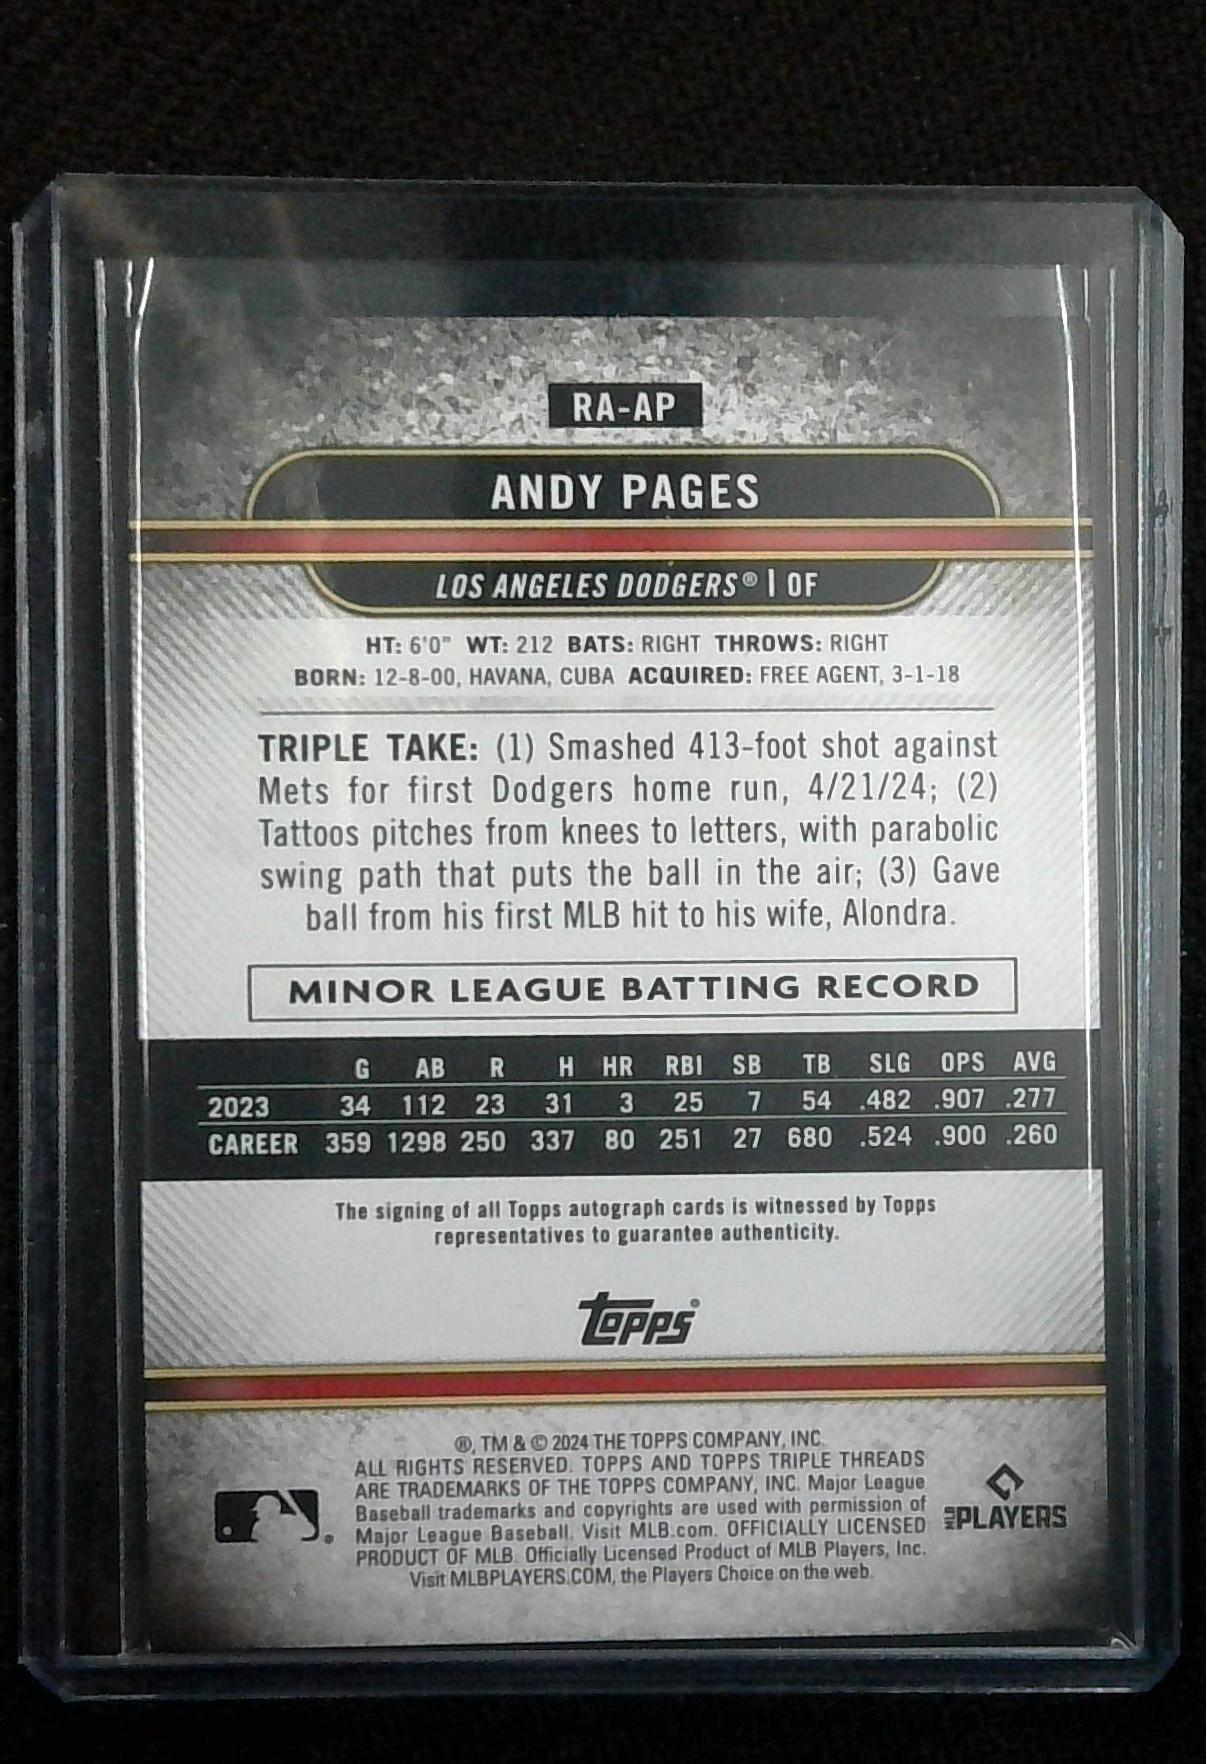 RA-AP
ANDY PAGES
LOS ANGELES DODGERS® | OF
HT: 6'0" WT: 212 BATS: RIGHT THROWS: RIGHT
BORN: 12-8-00, HAVANA, CUBA ACQUIRED: FREE AGENT, 3-1-18
TRIPLE TAKE: (1) Smashed 413-foot shot against
Mets for first Dodgers home run, 4/21/24; (2)
Tattoos pitches from knees to letters, with parabolic
swing path that puts the ball in the air; (3) Gave
ball from his first MLB hit to his wife, Alondra.
MINOR LEAGUE BATTING RECORD
G AB R H HR RBI SB TB SLG OPS AVG
2023 34 112 23 31 3 25 7 54 .482 .907 .277
CAREER 359 1298 250 337 80 251 27 680 .524 .900 .260
The signing of all Topps autograph cards is witnessed by Topps
representatives to guarantee authenticity.
Topps®
®, TM & © 2024 THE TOPPS COMPANY, INC.
ALL RIGHTS RESERVED. TOPPS AND TOPPS TRIPLE THREADS
ARE TRADEMARKS OF THE TOPPS COMPANY, INC. Major League
Baseball trademarks and copyrights are used with permission of
Major League Baseball. Visit MLB.com. OFFICIALLY LICENSED
PRODUCT OF MLB. Officially Licensed Product of MLB Players, Inc.
Visit MLBPLAYERS.COM, the Players Choice on the web.
MLB PLAYERS